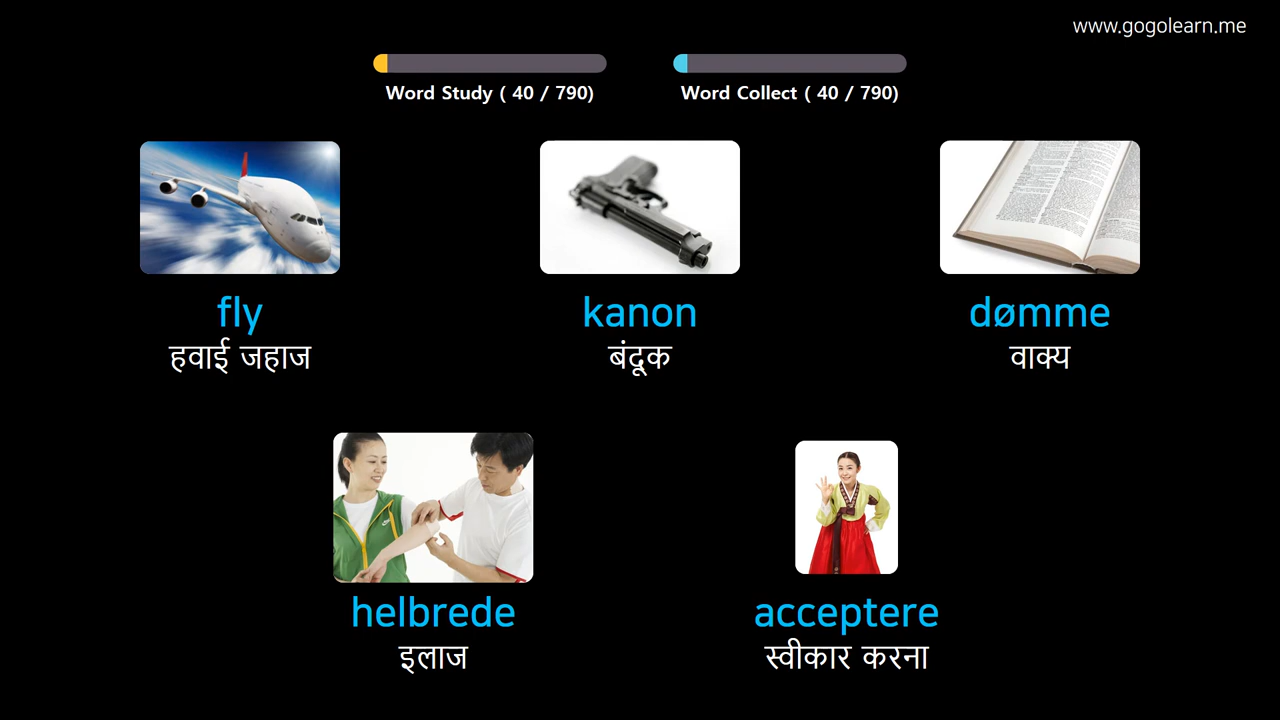 www.gogolearn.me
Word Study ( 40 / 790)
Word Collect ( 40 / 790)
fly
हवाई जहाज
kanon
बंदूक
dømme
वाक्य
helbrede
इलाज
acceptere
स्वीकार करना